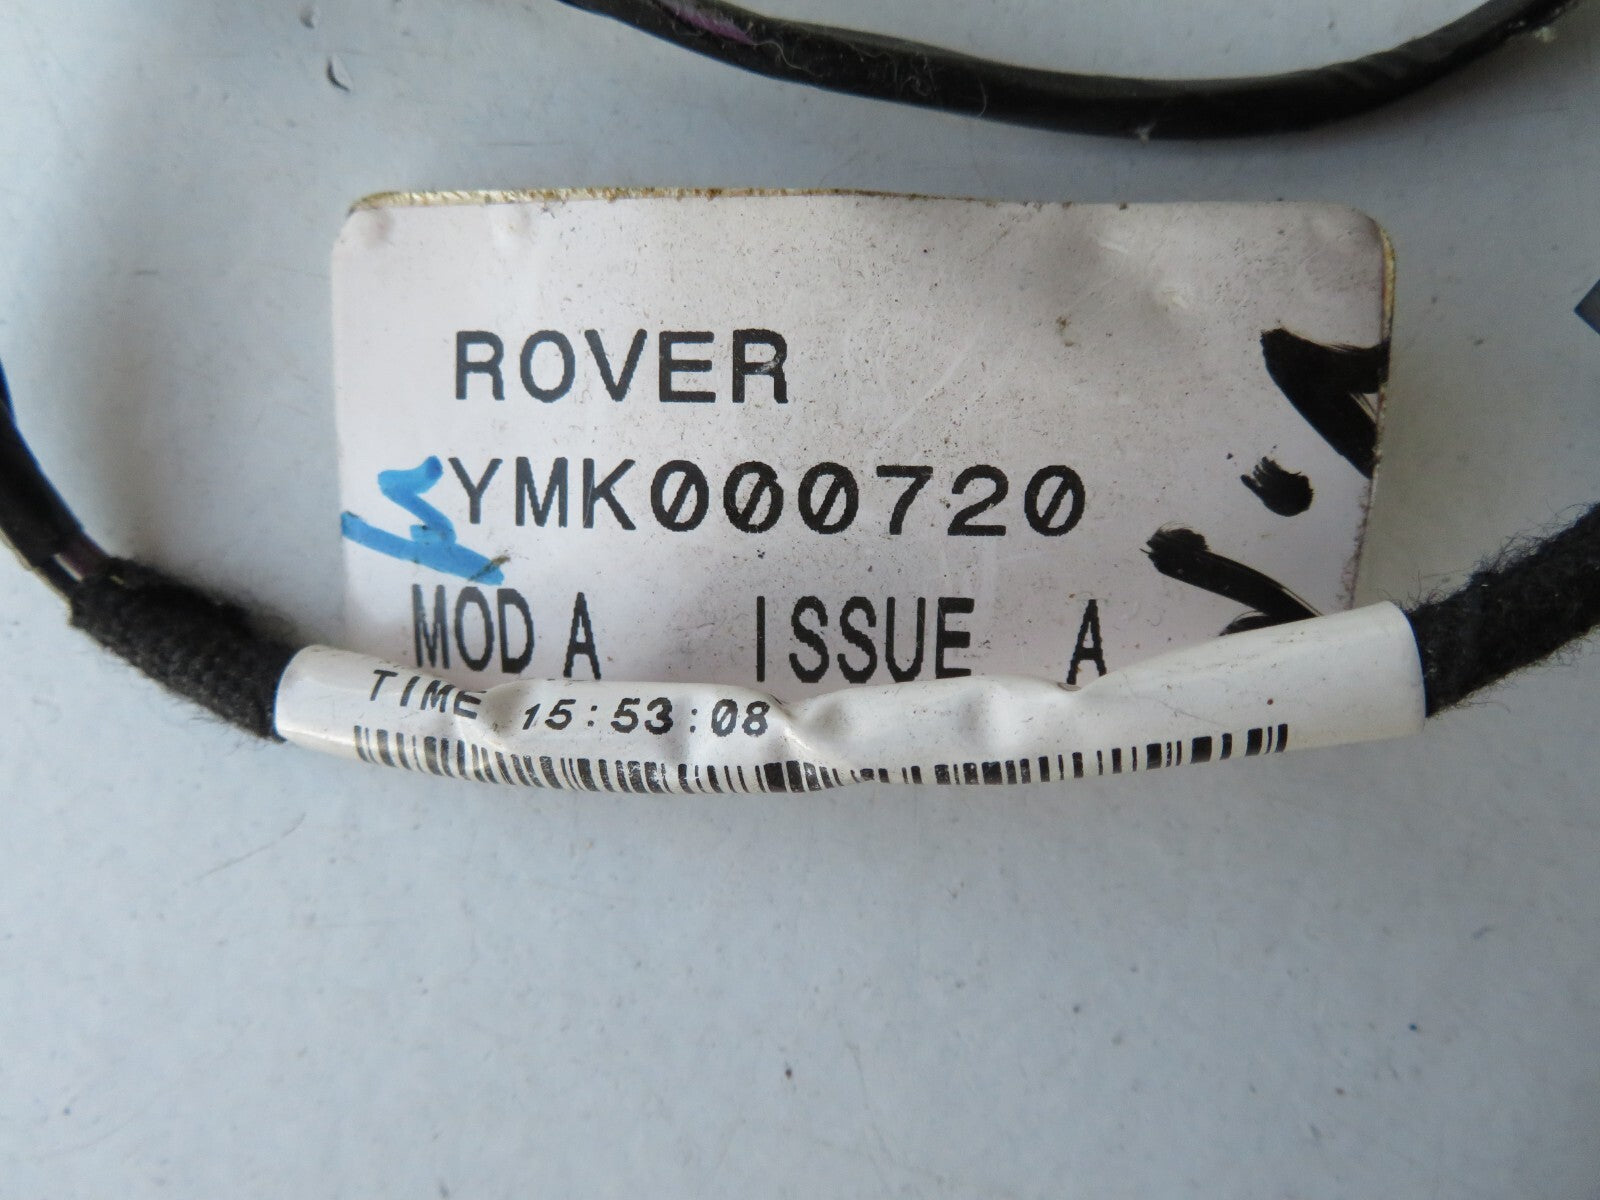 ROVER
YMK000720
MOD A ISSUE A
TIME 15:53:08